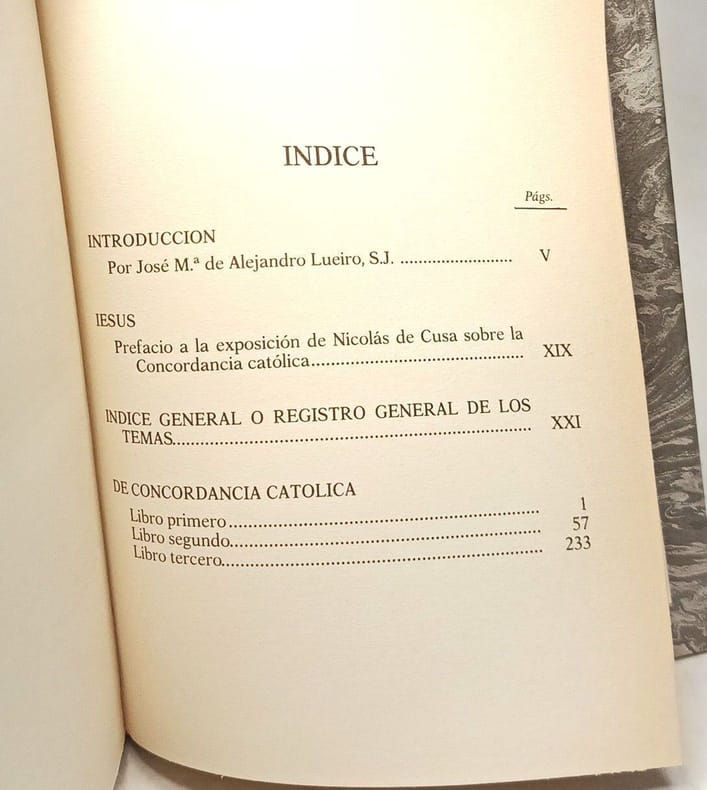 INDICE
Págs.
INTRODUCCION
Por José M.ª de Alejandro Lueiro, S.J. .......................... V
IESUS
Prefacio a la exposición de Nicolás de Cusa sobre la
Concordancia católica.................................................. XIX
INDICE GENERAL O REGISTRO GENERAL DE LOS
TEMAS..................................................................... XXI
DE CONCORDANCIA CATOLICA
Libro primero............................................................ 1
Libro segundo............................................................ 57
Libro tercero.............................................................. 233